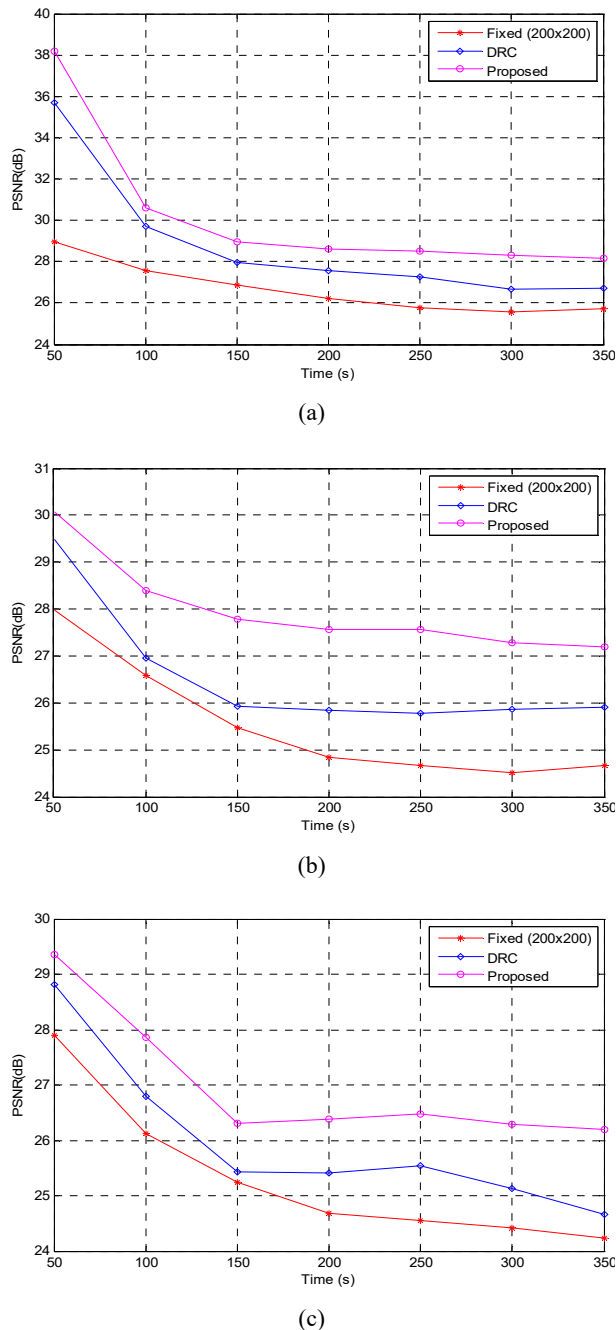 40
38
36
34
32
30
28
26
24
PSNR(dB)
Fixed (200x200)
DRC
Proposed
50 100 150 200 250 300 350
Time (s)
(a)
31
30
29
28
27
26
25
24
PSNR(dB)
Fixed (200x200)
DRC
Proposed
50 100 150 200 250 300 350
Time (s)
(b)
30
29
28
27
26
25
24
PSNR(dB)
Fixed (200x200)
DRC
Proposed
50 100 150 200 250 300 350
Time (s)
(c)